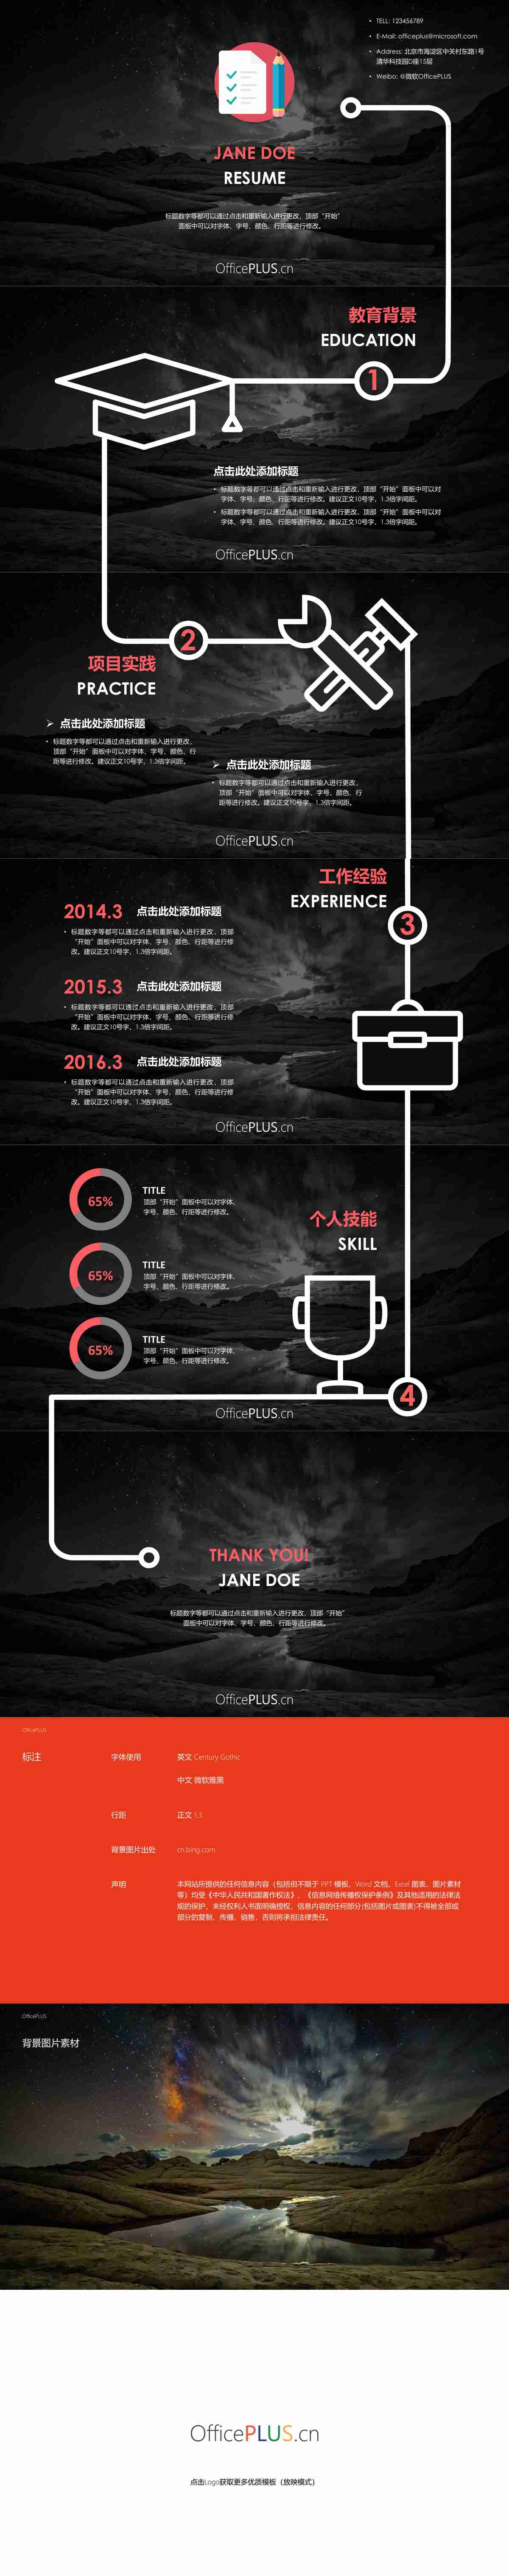 • TELL: 123456789
• E-Mail: officeplus@microsoft.com
• Address: 北京市海淀区中关村东路1号
清华科技园D座15层
• Weibo: @微软OfficePLUS
JANE DOE
RESUME
标题数字等都可以通过点击和重新输入进行更改，顶部“开始”
面板中可以对字体、字号、颜色、行距等进行修改。
OfficePLUS.cn
教育背景
EDUCATION
1
点击此处添加标题
• 标题数字等都可以通过点击和重新输入进行更改，顶部“开始”面板中可以对
字体、字号、颜色、行距等进行修改。建议正文10号字，1.3倍字间距。
• 标题数字等都可以通过点击和重新输入进行更改，顶部“开始”面板中可以对
字体、字号、颜色、行距等进行修改。建议正文10号字，1.3倍字间距。
OfficePLUS.cn
2
项目实践
PRACTICE
➢ 点击此处添加标题
• 标题数字等都可以通过点击和重新输入进行更改，
顶部“开始”面板中可以对字体、字号、颜色、行
距等进行修改。建议正文10号字，1.3倍字间距。
➢ 点击此处添加标题
• 标题数字等都可以通过点击和重新输入进行更改，
顶部“开始”面板中可以对字体、字号、颜色、行
距等进行修改。建议正文10号字，1.3倍字间距。
OfficePLUS.cn
工作经验
EXPERIENCE
3
2014.3 点击此处添加标题
• 标题数字等都可以通过点击和重新输入进行更改，顶部
“开始”面板中可以对字体、字号、颜色、行距等进行修
改。建议正文10号字，1.3倍字间距。
2015.3 点击此处添加标题
• 标题数字等都可以通过点击和重新输入进行更改，顶部
“开始”面板中可以对字体、字号、颜色、行距等进行修
改。建议正文10号字，1.3倍字间距。
2016.3 点击此处添加标题
• 标题数字等都可以通过点击和重新输入进行更改，顶部
“开始”面板中可以对字体、字号、颜色、行距等进行修
改。建议正文10号字，1.3倍字间距。
OfficePLUS.cn
65%
TITLE
顶部“开始”面板中可以对字体、
字号、颜色、行距等进行修改。
65%
TITLE
顶部“开始”面板中可以对字体、
字号、颜色、行距等进行修改。
65%
TITLE
顶部“开始”面板中可以对字体、
字号、颜色、行距等进行修改。
个人技能
SKILL
4
OfficePLUS.cn
THANK YOU!
JANE DOE
标题数字等都可以通过点击和重新输入进行更改，顶部“开始”
面板中可以对字体、字号、颜色、行距等进行修改。
OfficePLUS.cn
OfficePLUS
标注
字体使用
英文 Century Gothic
中文 微软雅黑
行距
正文 1.3
背景图片出处
cn.bing.com
声明
本网站所提供的任何信息内容（包括但不限于 PPT 模板、Word 文档、Excel 图表、图片素材
等）均受《中华人民共和国著作权法》、《信息网络传播权保护条例》及其他适用的法律法
规的保护，未经权利人书面明确授权，信息内容的任何部分(包括图片或图表)不得被全部或
部分的复制、传播、销售，否则将承担法律责任。
OfficePLUS
背景图片素材
OfficePLUS.cn
点击Logo获取更多优质模板（放映模式）